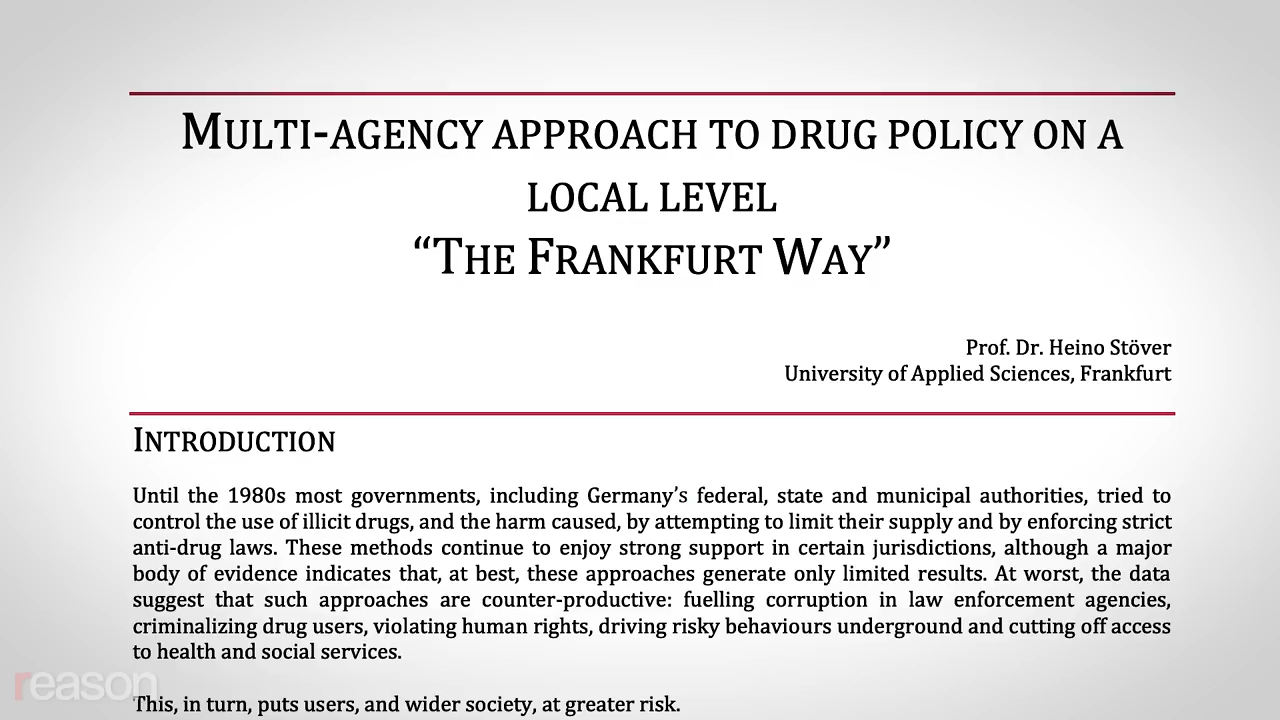 MULTI-AGENCY APPROACH TO DRUG POLICY ON A
LOCAL LEVEL
“THE FRANKFURT WAY”
Prof. Dr. Heino Stöver
University of Applied Sciences, Frankfurt
INTRODUCTION
Until the 1980s most governments, including Germany’s federal, state and municipal authorities, tried to
control the use of illicit drugs, and the harm caused, by attempting to limit their supply and by enforcing strict
anti-drug laws. These methods continue to enjoy strong support in certain jurisdictions, although a major
body of evidence indicates that, at best, these approaches generate only limited results. At worst, the data
suggest that such approaches are counter-productive: fuelling corruption in law enforcement agencies,
criminalizing drug users, violating human rights, driving risky behaviours underground and cutting off access
to health and social services.
This, in turn, puts users, and wider society, at greater risk.
reason